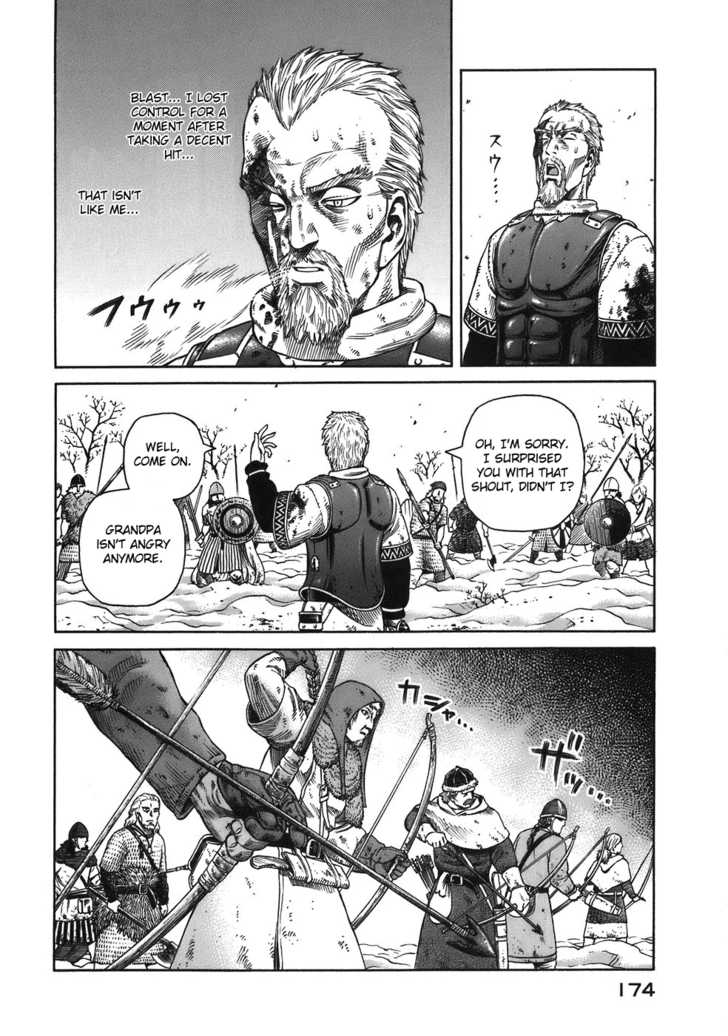 スゥ…
BLAST... I LOST
CONTROL FOR A
MOMENT AFTER
TAKING A DECENT
HIT...
THAT ISN'T
LIKE ME...
フウゥゥ
OH, I'M SORRY.
I SURPRISED
YOU WITH THAT
SHOUT, DIDN'T I?
WELL,
COME ON.
GRANDPA
ISN'T ANGRY
ANYMORE.
カシャ…
ザッ…
174